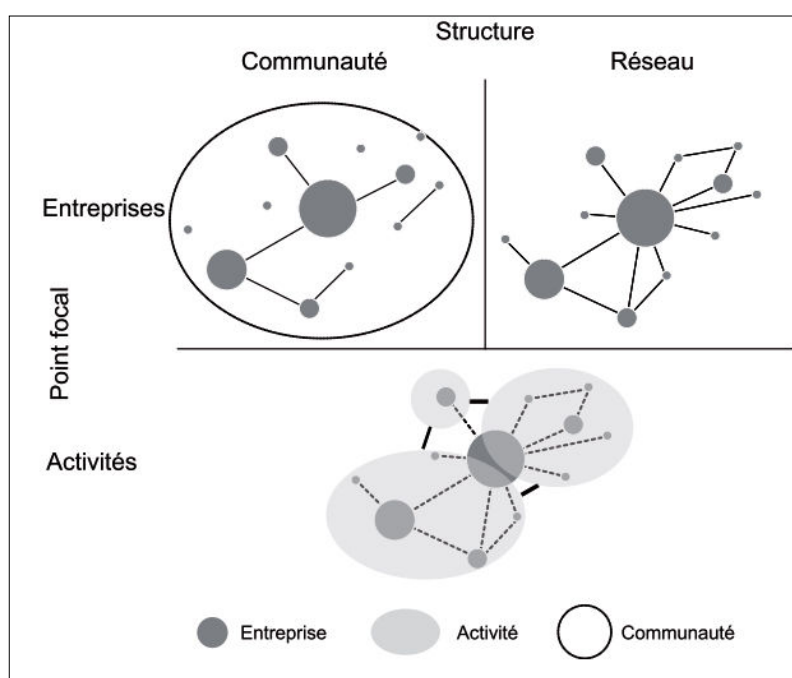 Structure
Communauté
Réseau
Entreprises
Point focal
Activités
Entreprise
Activité
Communauté